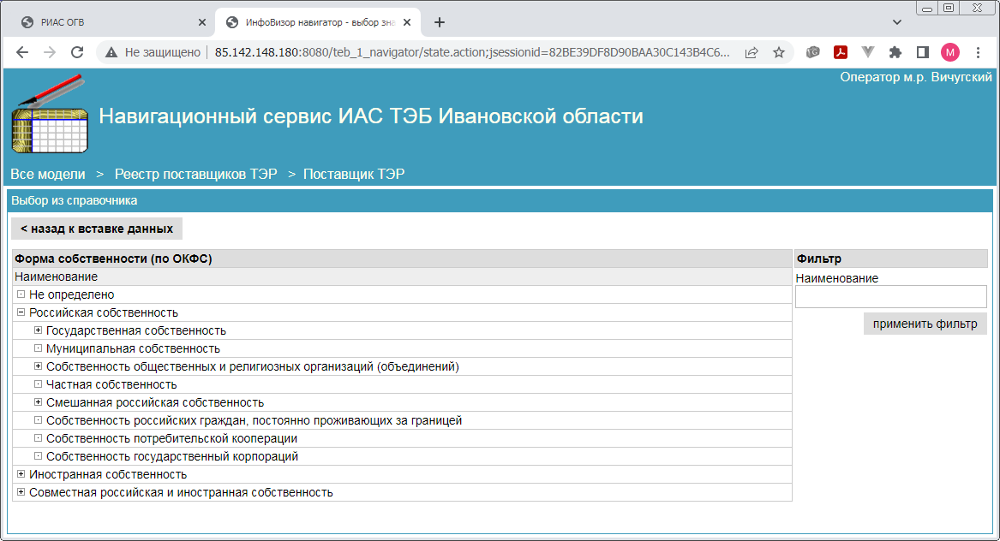 РИАС ОГВ
ИнфоВизор навигатор - выбор зна
Не защищено
85.142.148.180:8080/teb_1_navigator/state.action;jsessionid=82BE39DF8D90BAA30C143B4C6...
M
Оператор м.р. Вичугский
Навигационный сервис ИАС ТЭБ Ивановской области
Все модели > Реестр поставщиков ТЭР > Поставщик ТЭР
Выбор из справочника
< назад к вставке данных
Форма собственности (по ОКФС)
Фильтр
Наименование
Наименование
Не определено
Российская собственность
применить фильтр
Государственная собственность
Муниципальная собственность
Собственность общественных и религиозных организаций (объединений)
Частная собственность
Смешанная российская собственность
Собственность российских граждан, постоянно проживающих за границей
Собственность потребительской кооперации
Собственность государственный корпораций
Иностранная собственность
Совместная российская и иностранная собственность